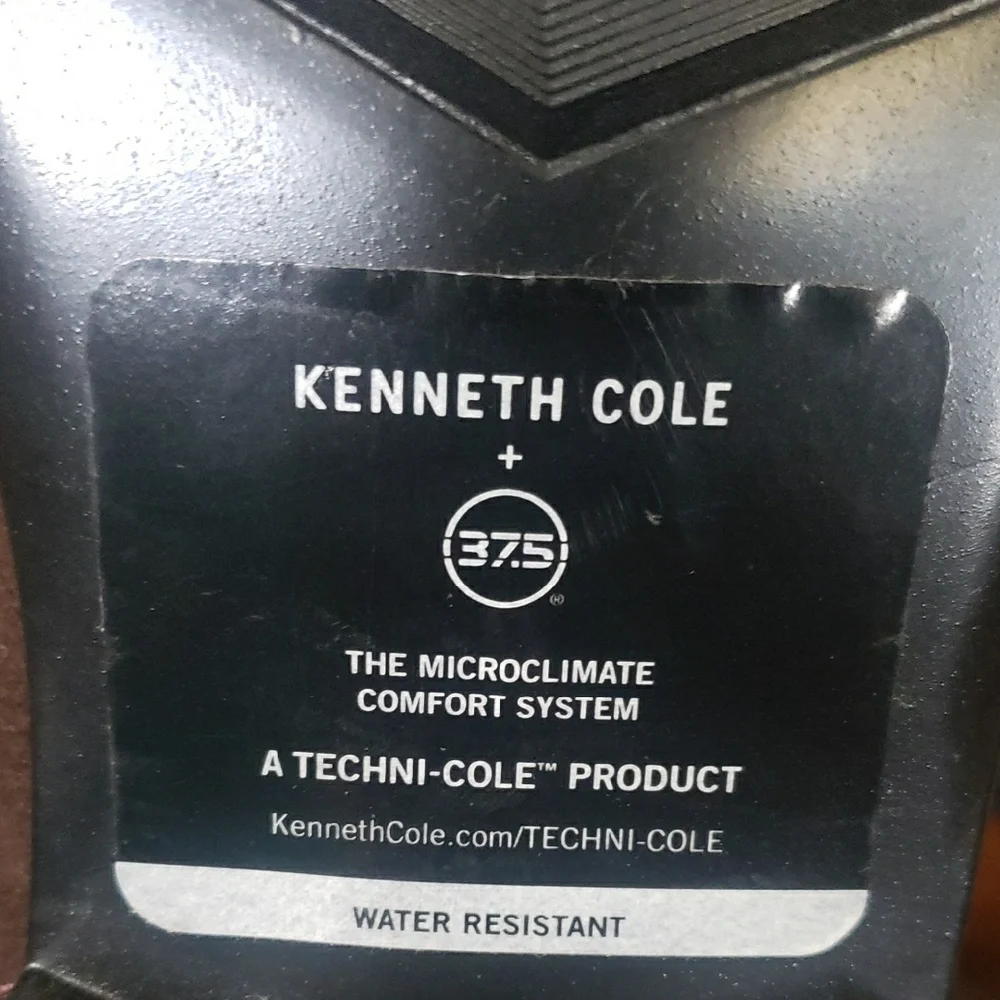 KENNETH COLE
+
37.5
®
THE MICROCLIMATE
COMFORT SYSTEM
A TECHNI-COLE™ PRODUCT
KennethCole.com/TECHNI-COLE
WATER RESISTANT